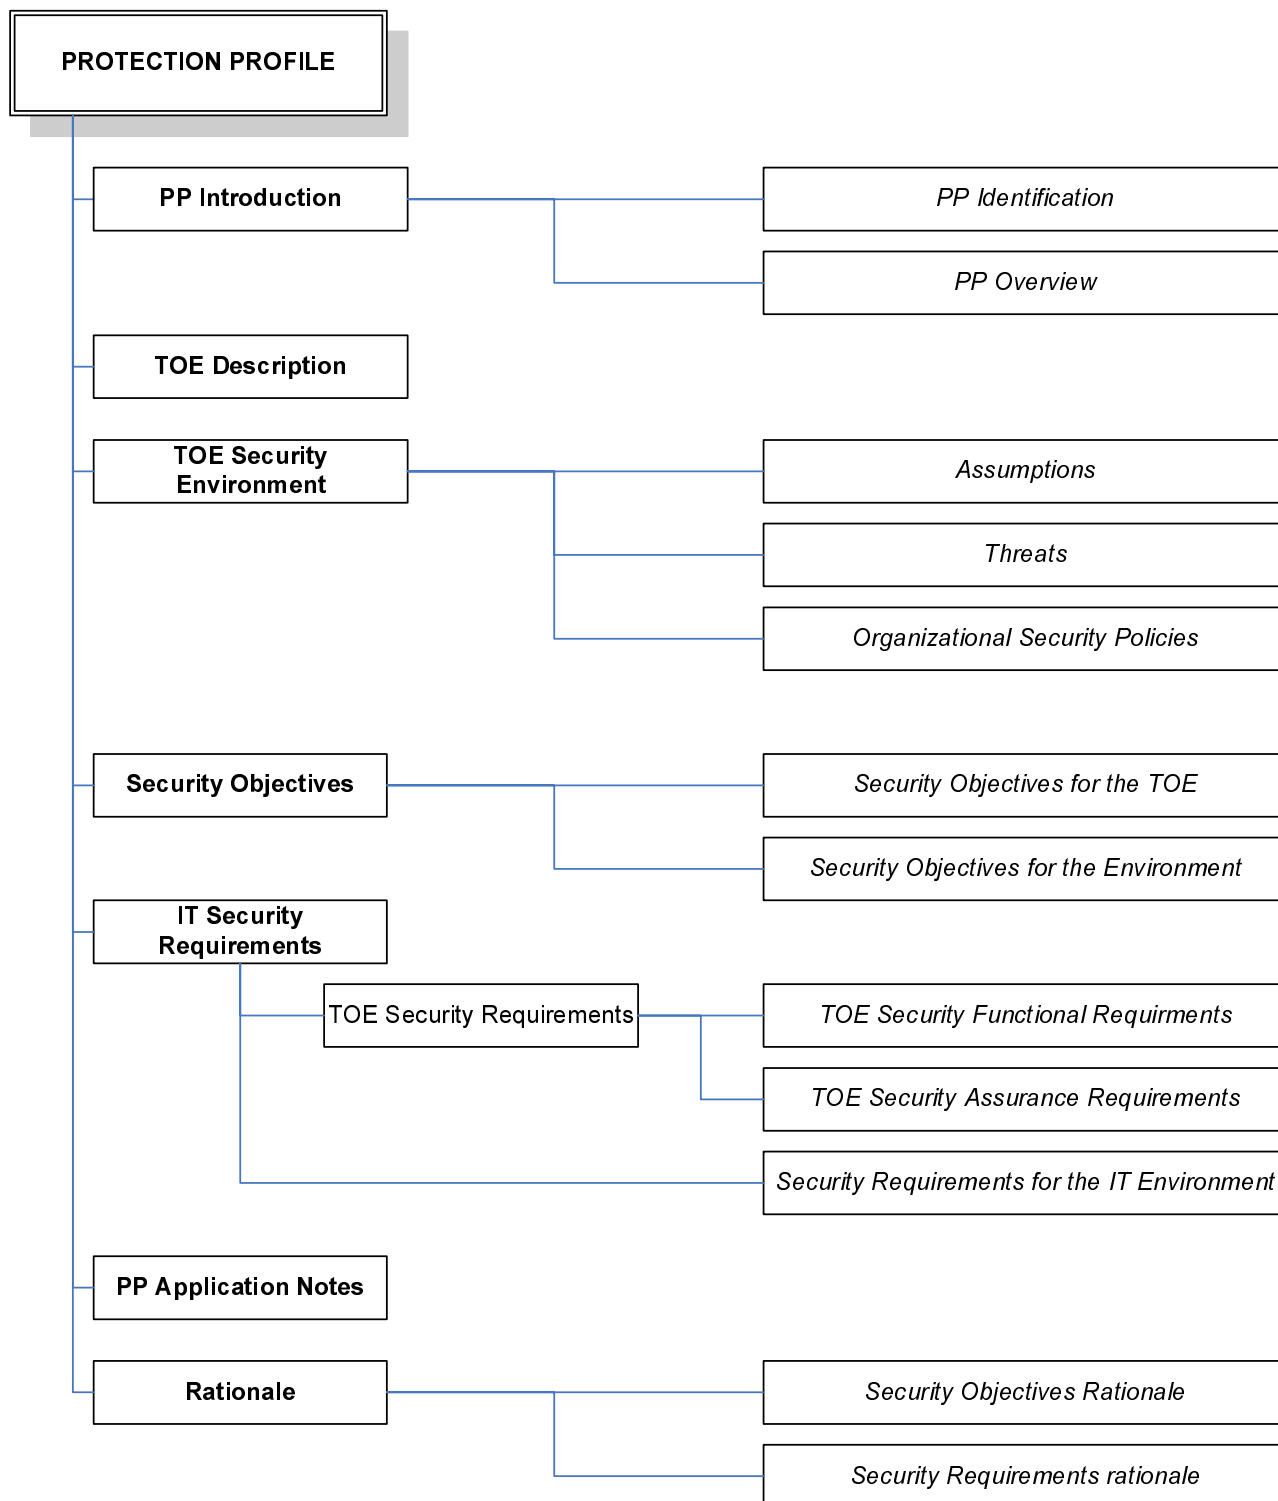 PROTECTION PROFILE
PP Introduction
PP Identification
PP Overview
TOE Description
TOE Security
Environment
Assumptions
Threats
Organizational Security Policies
Security Objectives
Security Objectives for the TOE
Security Objectives for the Environment
IT Security
Requirements
TOE Security Requirements
TOE Security Functional Requirments
TOE Security Assurance Requirements
Security Requirements for the IT Environment
PP Application Notes
Rationale
Security Objectives Rationale
Security Requirements rationale